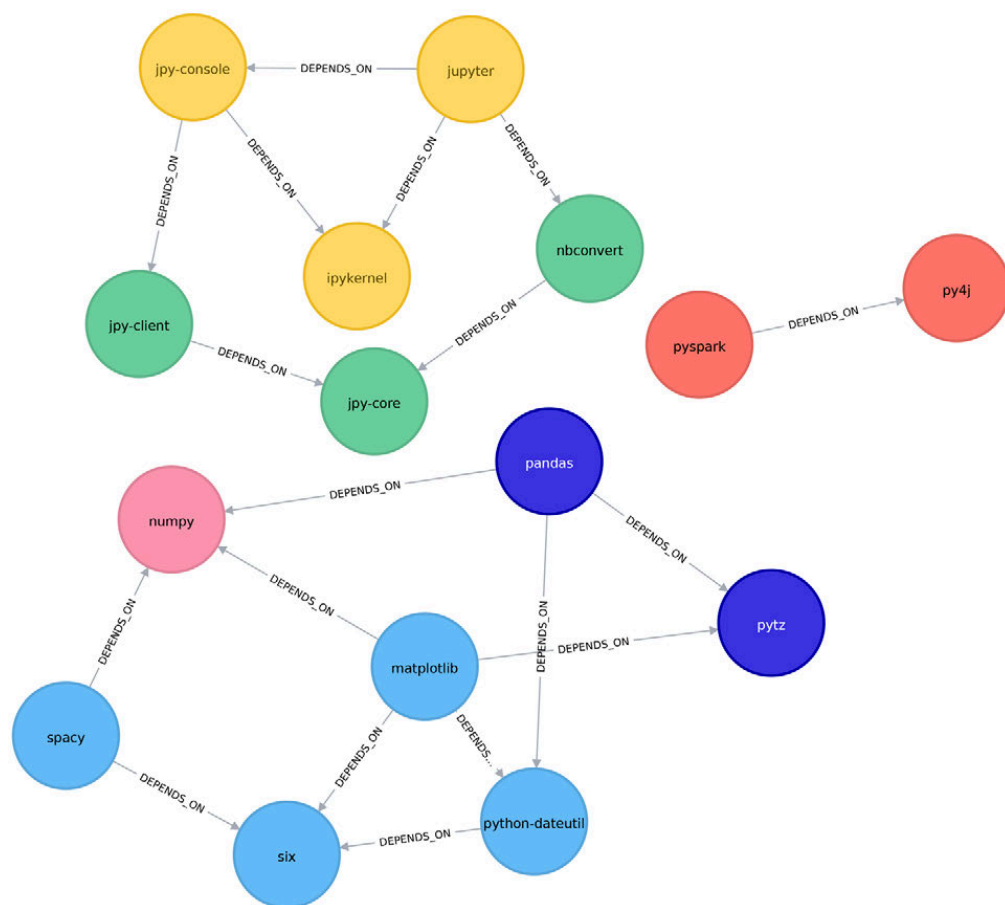 jpy-console
DEPENDS_ON
jupyter
DEPENDS_ON
DEPENDS_ON
DEPENDS_ON
DEPENDS_ON
nbconvert
ipykernel
py4j
jpy-client
DEPENDS_ON
DEPENDS_ON
DEPENDS_ON
pyspark
jpy-core
pandas
DEPENDS_ON
numpy
DEPENDS_ON
DEPENDS_ON
DEPENDS_ON
DEPENDS_ON
DEPENDS_ON
pytz
matplotlib
spacy
DEPENDS_ON
DEPENDS...
DEPENDS_ON
python-dateutil
DEPENDS_ON
six